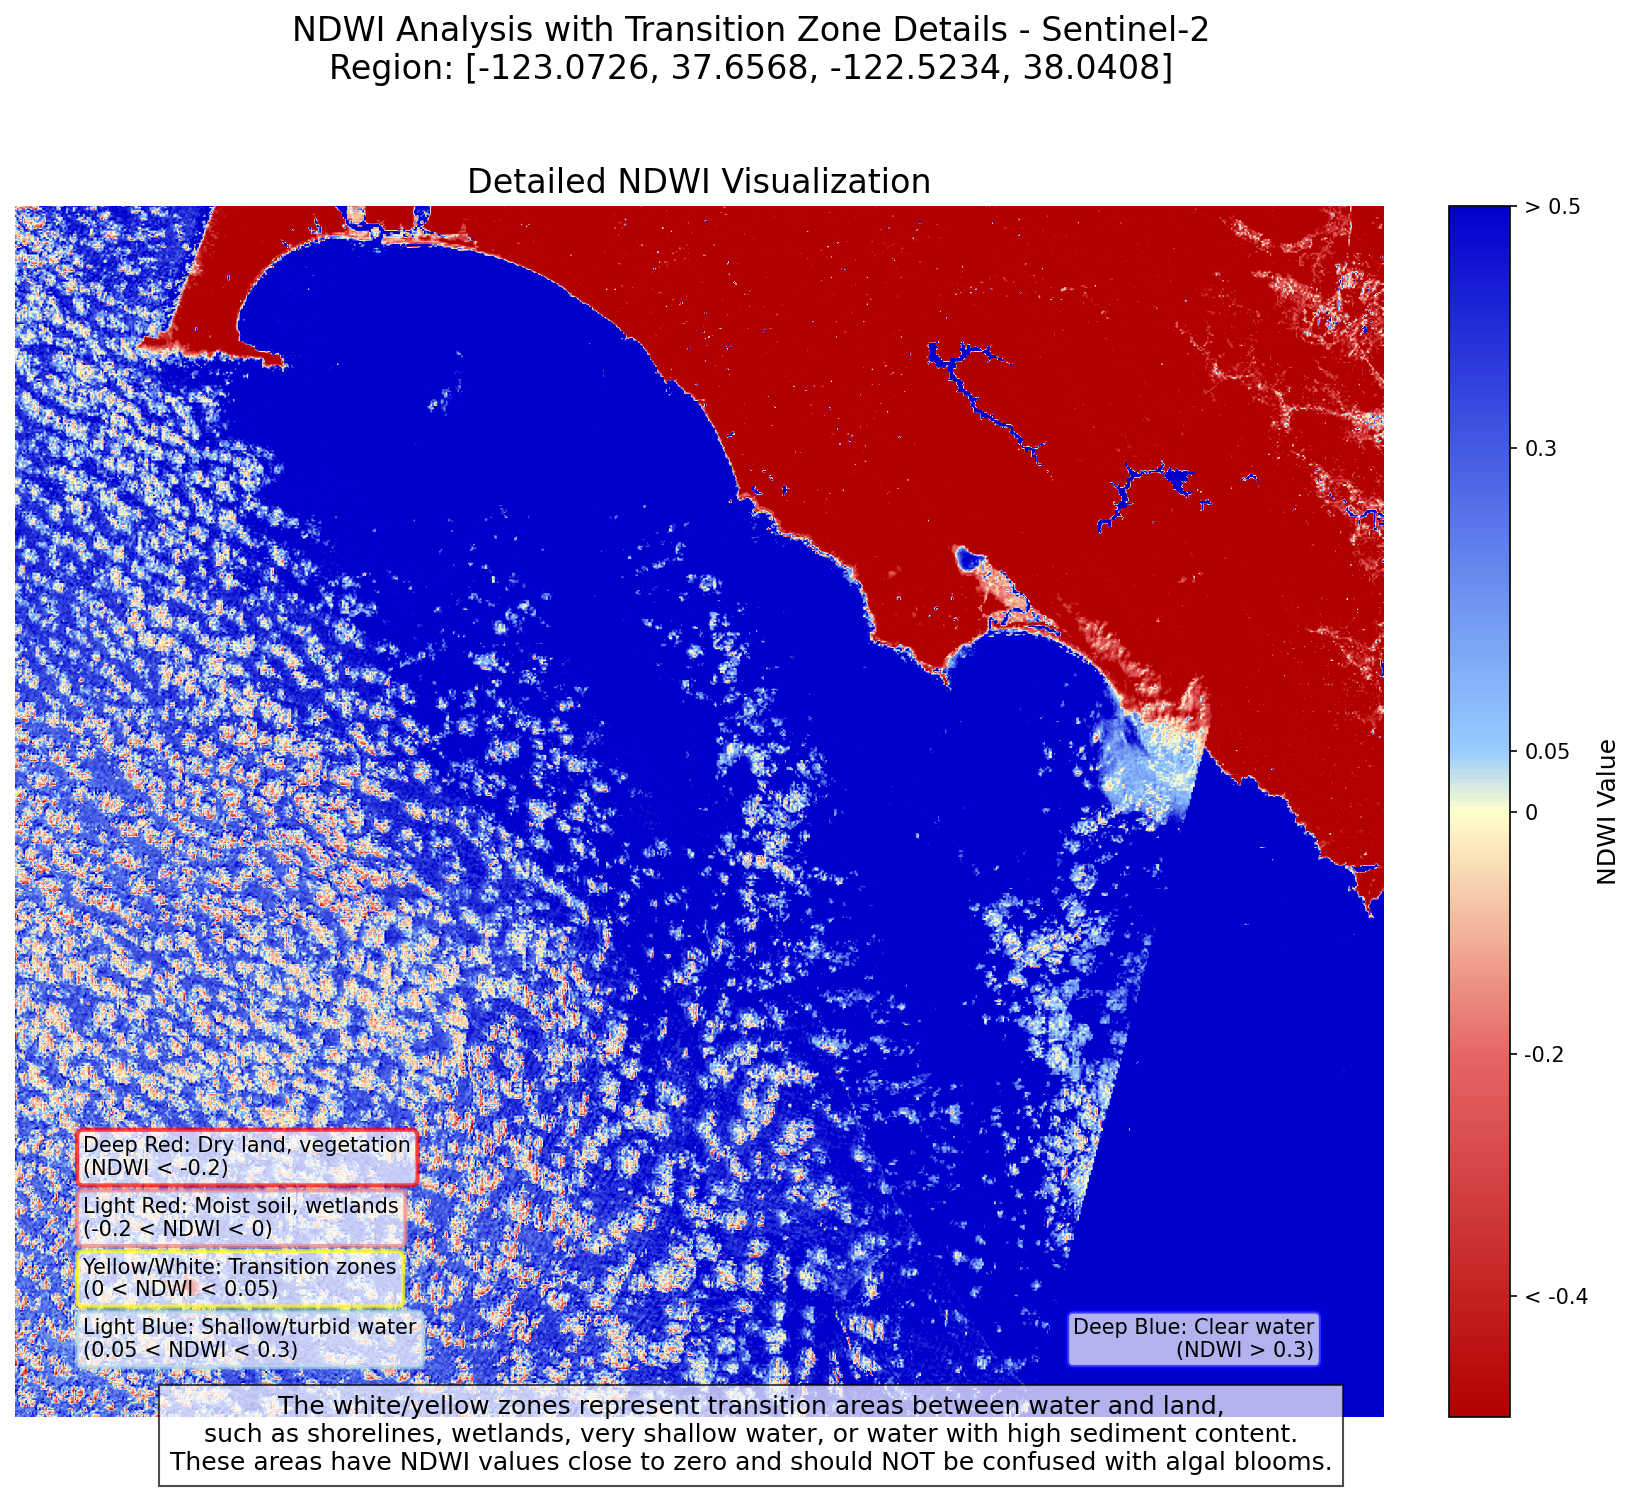 NDWI Analysis with Transition Zone Details - Sentinel-2
Region: [-123.0726, 37.6568, -122.5234, 38.0408]
Detailed NDWI Visualization
> 0.5
0.3
0.05
0
-0.2
< -0.4
NDWI Value
Deep Red: Dry land, vegetation
(NDWI < -0.2)
Light Red: Moist soil, wetlands
(-0.2 < NDWI < 0)
Yellow/White: Transition zones
(0 < NDWI < 0.05)
Light Blue: Shallow/turbid water
(0.05 < NDWI < 0.3)
Deep Blue: Clear water
(NDWI > 0.3)
The white/yellow zones represent transition areas between water and land,
such as shorelines, wetlands, very shallow water, or water with high sediment content.
These areas have NDWI values close to zero and should NOT be confused with algal blooms.